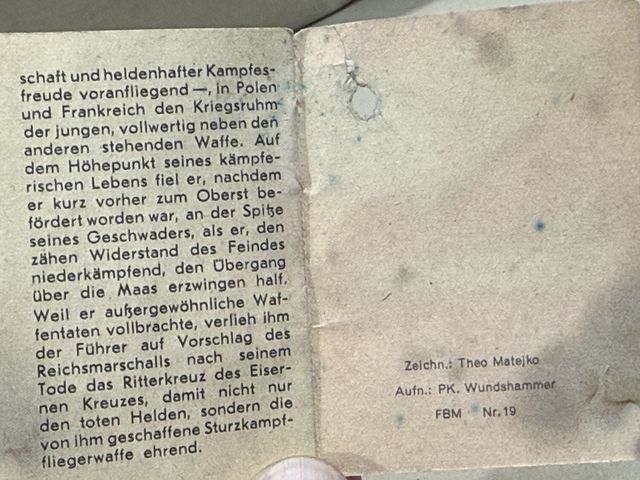 schaft und heldenhafter Kampfes-
freude voranfliegend —, in Polen
und Frankreich den Kriegsruhm
der jungen, vollwertig neben den
anderen stehenden Waffe. Auf
dem Höhepunkt seines kämpfe-
rischen Lebens fiel er, nachdem
er kurz vorher zum Oberst be-
fördert worden war, an der Spitze
seines Geschwaders, als er, den
zähen Widerstand des Feindes
niederkämpfend, den Übergang
über die Maas erzwingen half.
Weil er außergewöhnliche Waf-
fentaten vollbrachte, verlieh ihm
der Führer auf Vorschlag des
Reichsmarschalls nach seinem
Tode das Ritterkreuz des Eiser-
nen Kreuzes, damit nicht nur
den toten Helden, sondern die
von ihm geschaffene Sturzkampf-
fliegerwaffe ehrend.
Zeichn.: Theo Matejko
Aufn.: PK. Wundshammer
FBM Nr. 19